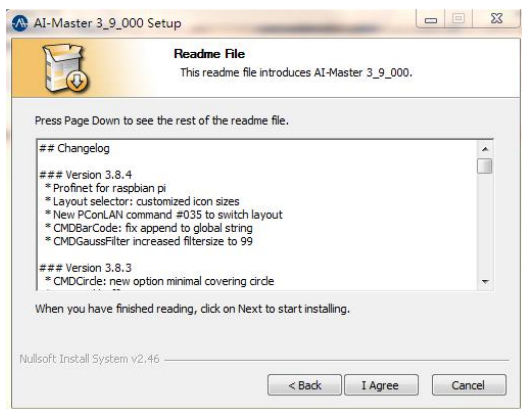 AI-Master 3_9_000 Setup
Readme File
This readme file introduces AI-Master 3_9_000.
Press Page Down to see the rest of the readme file.
## Changelog
### Version 3.8.4
* Profinet for raspbian pi
* Layout selector: customized icon sizes
* New PConLAN command #035 to switch layout
* CMDBarCode: fix append to global string
* CMDGaussFilter increased filtersize to 99
### Version 3.8.3
* CMDCircle: new option minimal covering circle
When you have finished reading, click on Next to start installing.
Nullsoft Install System v2.46
< Back
I Agree
Cancel